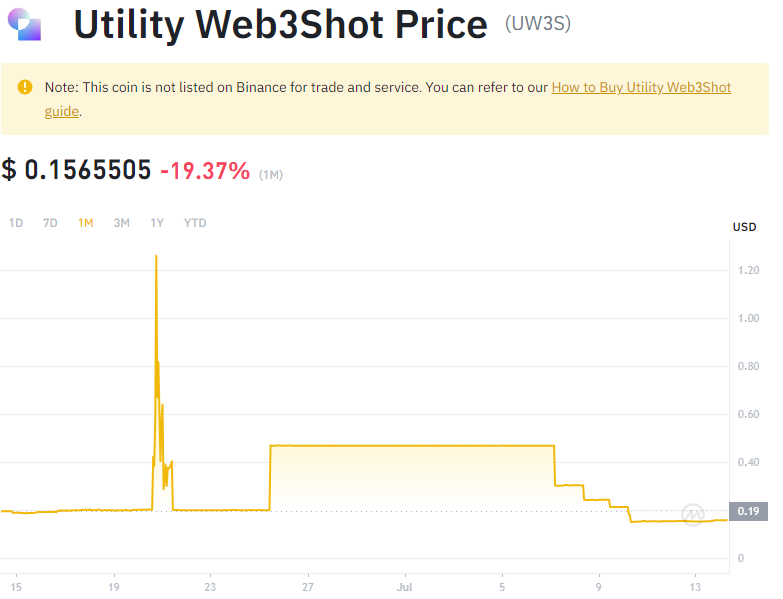 Utility Web3Shot Price (UW3S)
Note: This coin is not listed on Binance for trade and service. You can refer to our How to Buy Utility Web3Shot
guide.
$ 0.1565505 -19.37% (1M)
1D 7D 1M 3M 1Y YTD
USD
1.20
1.00
0.80
0.60
0.40
0.19
0
15 19 23 27 Jul 5 9 13